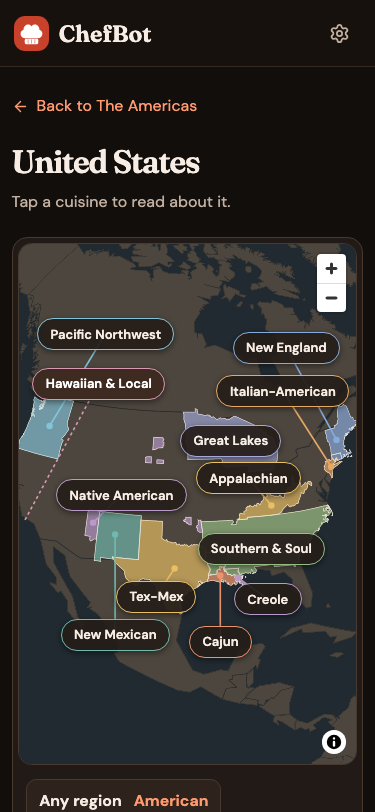 ChefBot
← Back to The Americas
United States
Tap a cuisine to read about it.
+
−
Pacific Northwest
New England
Hawaiian & Local
Italian-American
Great Lakes
Appalachian
Native American
Southern & Soul
Tex-Mex
Creole
New Mexican
Cajun
Any region American